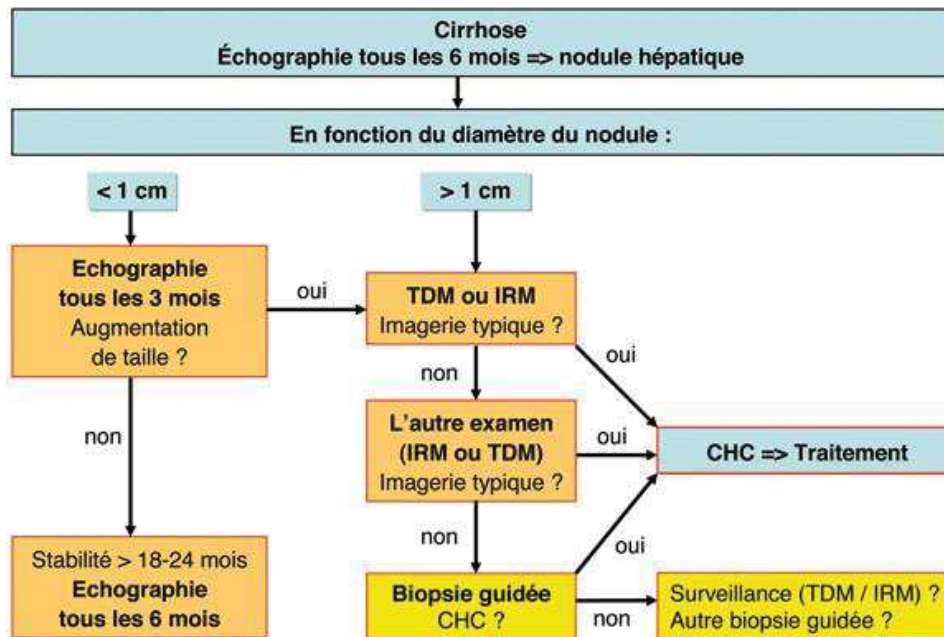 Cirrhose
Échographie tous les 6 mois => nodule hépatique
En fonction du diamètre du nodule :
< 1 cm
> 1 cm
Echographie
tous les 3 mois
Augmentation
de taille ?
oui
TDM ou IRM
Imagerie typique ?
oui
non
non
L'autre examen
(IRM ou TDM)
Imagerie typique ?
oui
CHC => Traitement
non
oui
Stabilité > 18-24 mois
Echographie
tous les 6 mois
Biopsie guidée
CHC ?
non
Surveillance (TDM / IRM) ?
Autre biopsie guidée ?